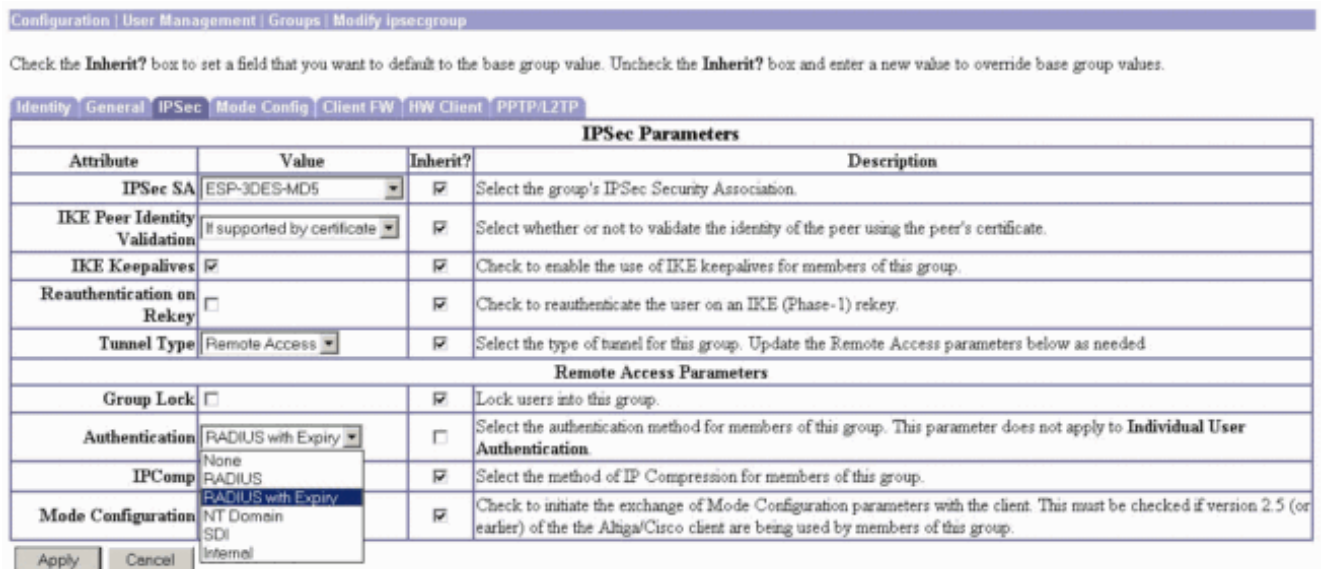 Configuration | User Management | Groups | Modify ipsecgroup
Check the Inherit? box to set a field that you want to default to the base group value. Uncheck the Inherit? box and enter a new value to override base group values.
Identity General IPSec Mode Config Client FW HW Client PPTP/L2TP
IPSec Parameters
Attribute Value Inherit? Description
IPSec SA ESP-3DES-MD5 Select the group's IPSec Security Association.
IKE Peer Identity
Validation If supported by certificate Select whether or not to validate the identity of the peer using the peer's certificate.
IKE Keepalives Check to enable the use of IKE keepalives for members of this group.
Reauthentication on
Rekey Check to reauthenticate the user on an IKE (Phase-1) rekey.
Tunnel Type Remote Access Select the type of tunnel for this group. Update the Remote Access parameters below as needed
Remote Access Parameters
Group Lock Lock users into this group.
Authentication RADIUS with Expiry Select the authentication method for members of this group. This parameter does not apply to Individual User
Authentication.
None
IPComp RADIUS Select the method of IP Compression for members of this group.
RADIUS with Expiry
Mode Configuration NT Domain Check to initiate the exchange of Mode Configuration parameters with the client. This must be checked if version 2.5 (or
earlier) of the the Altiga/Cisco client are being used by members of this group.
SDI
Internal
Apply Cancel